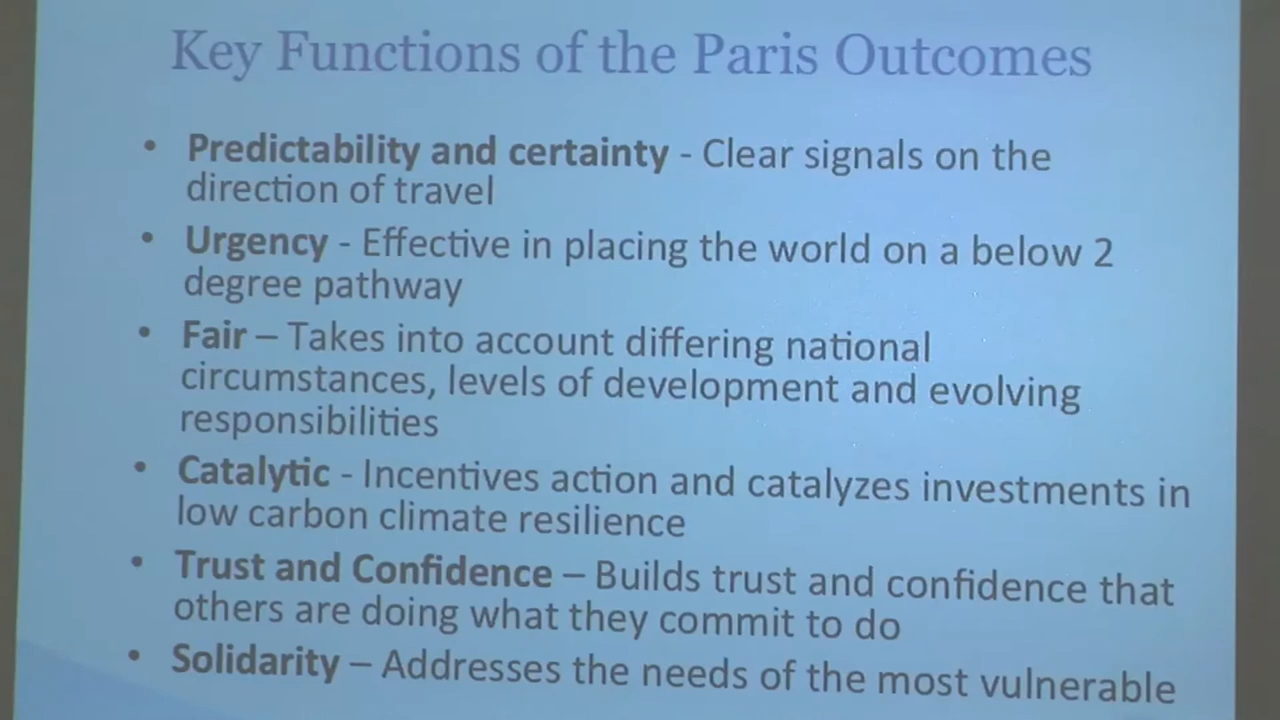 Key Functions of the Paris Outcomes
• Predictability and certainty - Clear signals on the
direction of travel
• Urgency - Effective in placing the world on a below 2
degree pathway
• Fair – Takes into account differing national
circumstances, levels of development and evolving
responsibilities
• Catalytic - Incentives action and catalyzes investments in
low carbon climate resilience
• Trust and Confidence – Builds trust and confidence that
others are doing what they commit to do
• Solidarity – Addresses the needs of the most vulnerable